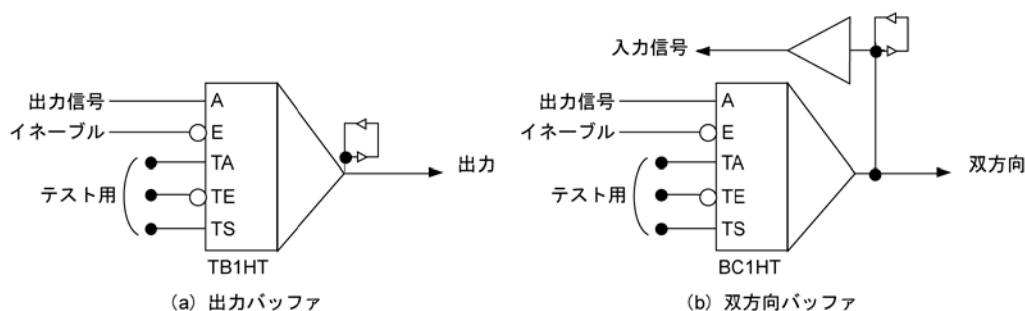 出力信号
イネーブル
テスト用
A
E
TA
TE
TS
出力
TB1HT
(a) 出力バッファ
入力信号
出力信号
イネーブル
テスト用
A
E
TA
TE
TS
双方向
BC1HT
(b) 双方向バッファ